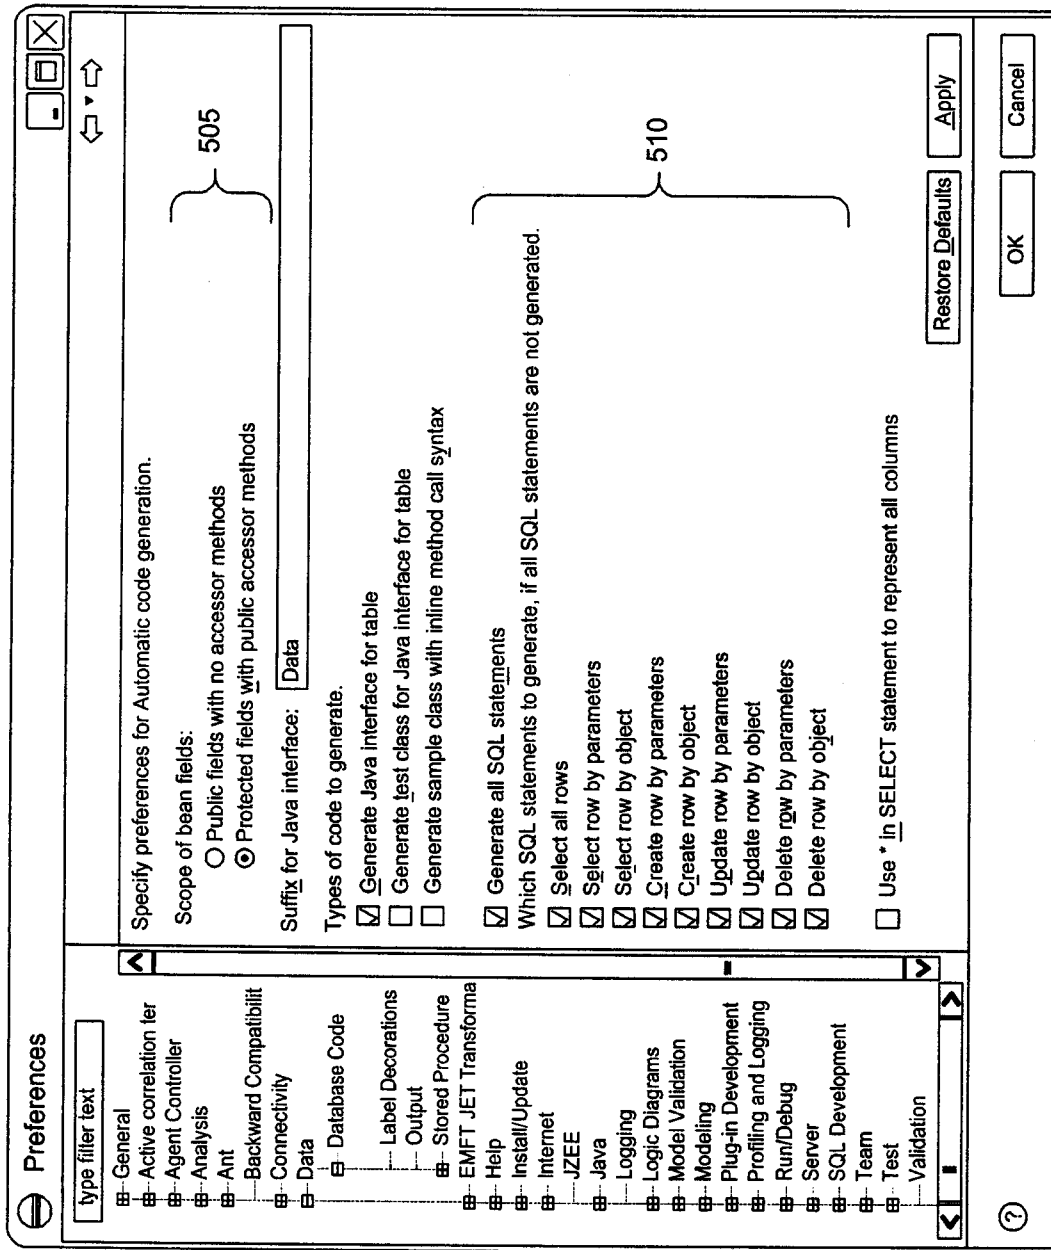 Preferences
type filter text
General
Active correlation ter
Agent Controller
Analysis
Ant
Backward Compatibilit
Connectivity
Data
Database Code
Label Decorations
Output
Stored Procedure
EMFT JET Transforma
Help
Install/Update
Internet
JZEE
Java
Logging
Logic Diagrams
Model Validation
Modeling
Plug-in Development
Profiling and Logging
Run/Debug
Server
SQL Development
Team
Test
Validation
Specify preferences for Automatic code generation.
Scope of bean fields:
Public fields with no accessor methods
Protected fields with public accessor methods
505
Suffix for Java interface: Data
Types of code to generate.
Generate Java interface for table
Generate test class for Java interface for table
Generate sample class with inline method call syntax
Generate all SQL statements
Which SQL statements to generate, if all SQL statements are not generated.
Select all rows
Select row by parameters
Select row by object
Create row by parameters
Create row by object
Update row by parameters
Update row by object
Delete row by parameters
Delete row by object
510
Use * in SELECT statement to represent all columns
Restore Defaults
Apply
?
OK
Cancel